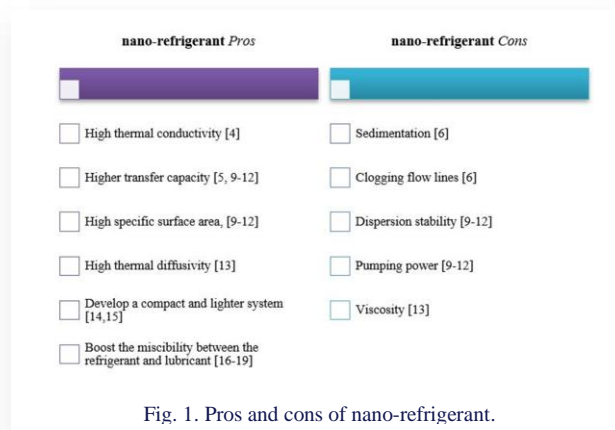 nano-refrigerant Pros
High thermal conductivity [4]
Higher transfer capacity [5, 9-12]
High specific surface area, [9-12]
High thermal diffusivity [13]
Develop a compact and lighter system
[14,15]
Boost the miscibility between the
refrigerant and lubricant [16-19]
nano-refrigerant Cons
Sedimentation [6]
Clogging flow lines [6]
Dispersion stability [9-12]
Pumping power [9-12]
Viscosity [13]
Fig. 1. Pros and cons of nano-refrigerant.